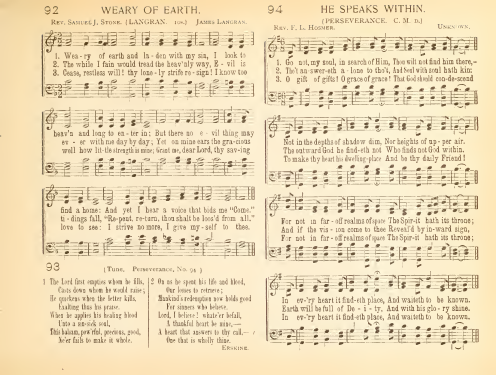 92 WEARY OF EARTH.
REV. SAMUEL J. STONE. (LANGRAN. 10s.) JAMES LANGRAN.
1. Wea - ry of earth and la - den with my sin, I look to
2. The while I fain would tread the heav'nly way, E - vil is
3. Cease, restless will! thy lone - ly strife re - sign! I know too
heav'n and long to en - ter in; But there no e - vil thing may
ev - er with me day by day; Yet on mine ears the gra - cious
well how lit - tle strength is mine; dear Lord, thy sav - ing
find a home: And yet I hear a voice that bids me "Come."
ti - dings fall, "Re - pent, re - turn, thou shalt be loos'd from all."
love to see: I strive no more, I give my - self to thee.
93
(TUNE, PERSEVERANCE, No. 94.)
1 The Lord first empties whom he fills,
Casts down whom he would raise;
He quickens when the letter kills,
Exalting thus his praise.
When he applies his healing blood
Unto a sin-sick soul,
This balsam, pow'rful, precious, good,
Ne'er fails to make it whole.
2 On us he spent his life and blood,
Our losses to retrieve;
Mankind's redemption now holds good
For sinners who believe.
Lord, I believe! whate'er befall,
A thankful heart be mine,—
A heart that answers to thy call,—
One that is wholly thine.
ERSKINE.
94 HE SPEAKS WITHIN.
(PERSEVERANCE. C. M. D.)
REV. F. L. HOSMER. UNKNOWN.
1. Go not, my soul, in search of Him, Thou wilt not find him there,—
2. Tho't an - swer-eth a - lone to tho't, And soul with soul hath kin;
3. O gift of gifts! O grace of grace! That God should con-de-scend
Not in the depths of shadow dim, Nor heights of up - per air.
The outward God he find-eth not Who finds not God within.
To make thy heart his dwelling-place And be thy daily Friend!
For not in far - off realms of space The Spir-it hath its throne;
And if the vis - ion come to thee Reveal'd by in-ward sign,
For not in far - off realms of space The Spir-it hath its throne;
In ev-'ry heart it find-eth place, And waiteth to be known.
Earth will be full of De - i - ty, And with his glo - ry shine.
In ev-'ry heart it find-eth place, And waiteth to be known.